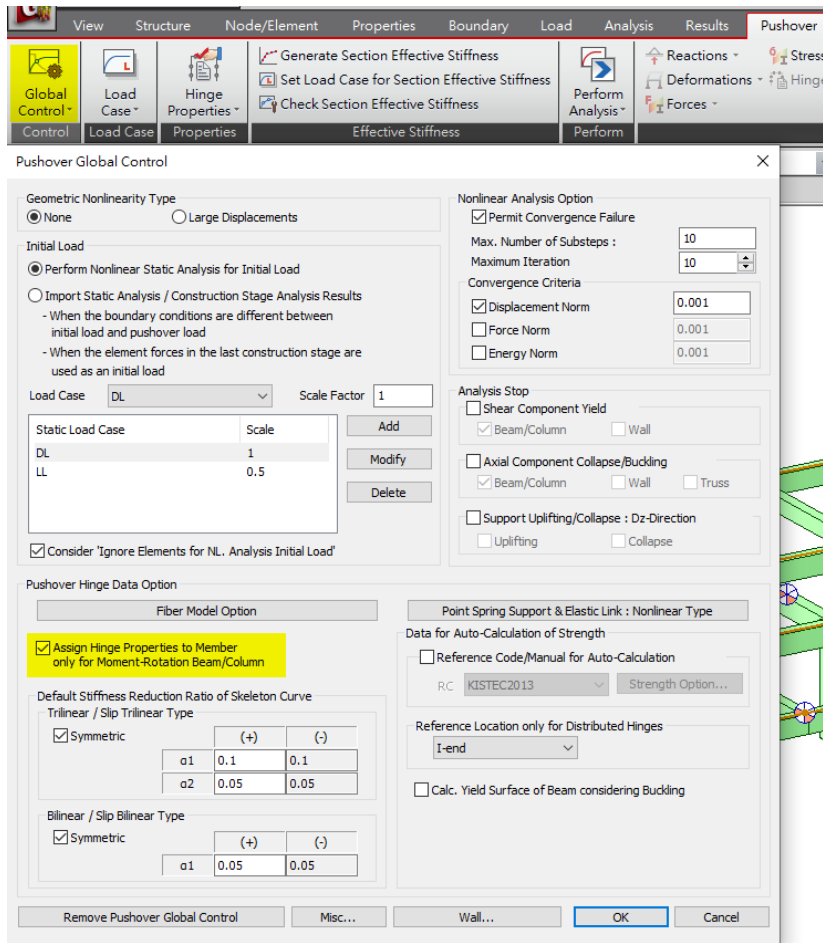 View Structure Node/Element Properties Boundary Load Analysis Results Pushover
Global Control
Load Case
Hinge Properties
Generate Section Effective Stiffness
Set Load Case for Section Effective Stiffness
Check Section Effective Stiffness
Perform Analysis
Reactions
Deformations
Forces
Stress
Hinge
Control Load Case Properties Effective Stiffness Perform
Pushover Global Control
Geometric Nonlinearity Type
None Large Displacements
Initial Load
Perform Nonlinear Static Analysis for Initial Load
Import Static Analysis / Construction Stage Analysis Results
- When the boundary conditions are different between
initial load and pushover load
- When the element forces in the last construction stage are
used as an initial load
Load Case DL Scale Factor 1
Static Load Case Scale
DL 1
LL 0.5
Add
Modify
Delete
Consider 'Ignore Elements for NL. Analysis Initial Load'
Nonlinear Analysis Option
Permit Convergence Failure
Max. Number of Substeps : 10
Maximum Iteration 10
Convergence Criteria
Displacement Norm 0.001
Force Norm 0.001
Energy Norm 0.001
Analysis Stop
Shear Component Yield
Beam/Column Wall
Axial Component Collapse/Buckling
Beam/Column Wall Truss
Support Uplifting/Collapse : Dz-Direction
Uplifting Collapse
Pushover Hinge Data Option
Fiber Model Option
Assign Hinge Properties to Member
only for Moment-Rotation Beam/Column
Default Stiffness Reduction Ratio of Skeleton Curve
Trilinear / Slip Trilinear Type
Symmetric (+) (-)
α1 0.1 0.1
α2 0.05 0.05
Bilinear / Slip Bilinear Type
Symmetric (+) (-)
α1 0.05 0.05
Point Spring Support & Elastic Link : Nonlinear Type
Data for Auto-Calculation of Strength
Reference Code/Manual for Auto-Calculation
RC KISTEC2013 Strength Option...
Reference Location only for Distributed Hinges
I-end
Calc. Yield Surface of Beam considering Buckling
Remove Pushover Global Control Misc... Wall... OK Cancel